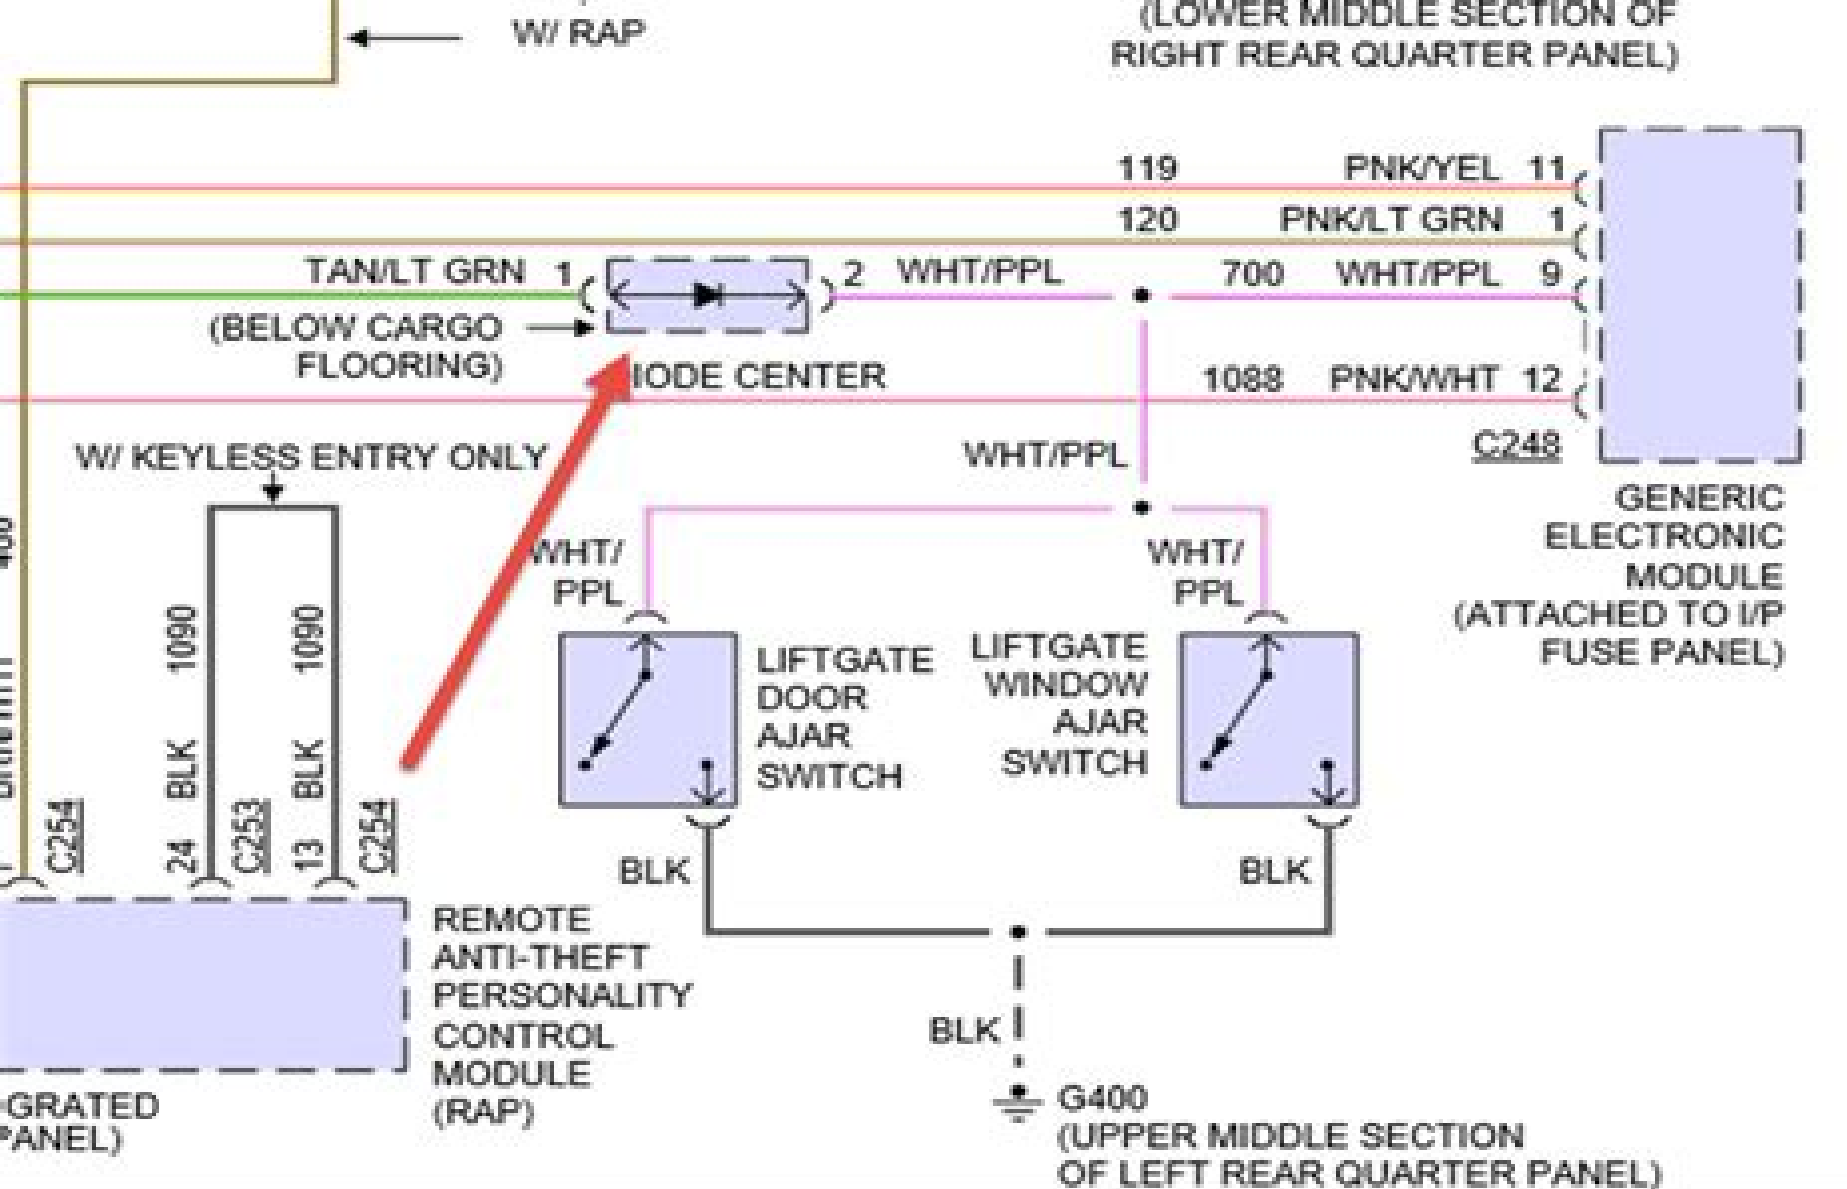 W/ RAP
(LOWER MIDDLE SECTION OF
RIGHT REAR QUARTER PANEL)
119 PNK/YEL 11
120 PNK/LT GRN 1
TAN/LT GRN 1
2 WHT/PPL
700 WHT/PPL 9
(BELOW CARGO
FLOORING)
IODE CENTER
1088 PNK/WHT 12
C248
W/ KEYLESS ENTRY ONLY
WHT/PPL
GENERIC
ELECTRONIC
MODULE
(ATTACHED TO I/P
FUSE PANEL)
WHT/
PPL
WHT/
PPL
LIFTGATE
DOOR
AJAR
SWITCH
LIFTGATE
WINDOW
AJAR
SWITCH
C254
24 BLK 1090
C253
13 BLK 1090
C254
BLK
BLK
REMOTE
ANTI-THEFT
PERSONALITY
CONTROL
MODULE
(RAP)
BLK
GRATED
PANEL)
G400
(UPPER MIDDLE SECTION
OF LEFT REAR QUARTER PANEL)